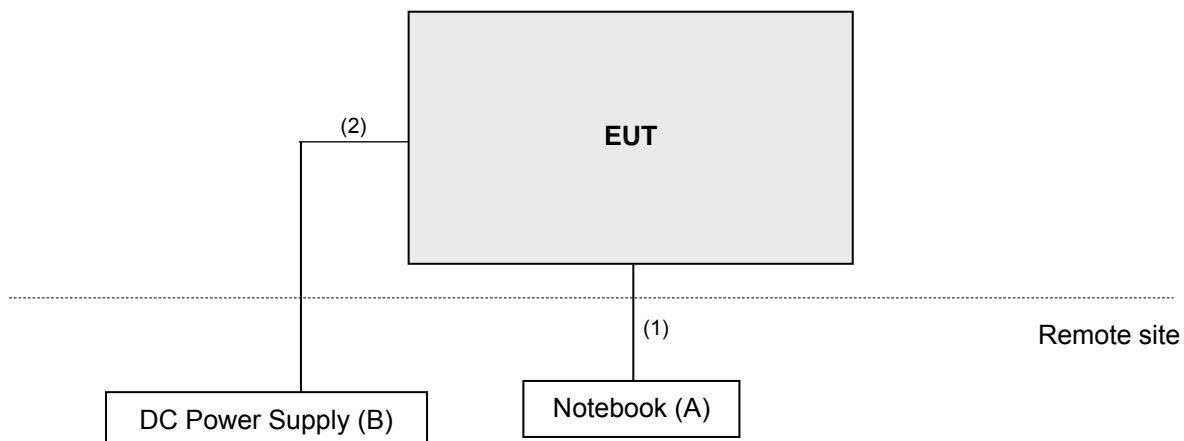 EUT
(2)
(1)
Remote site
Notebook (A)
DC Power Supply (B)